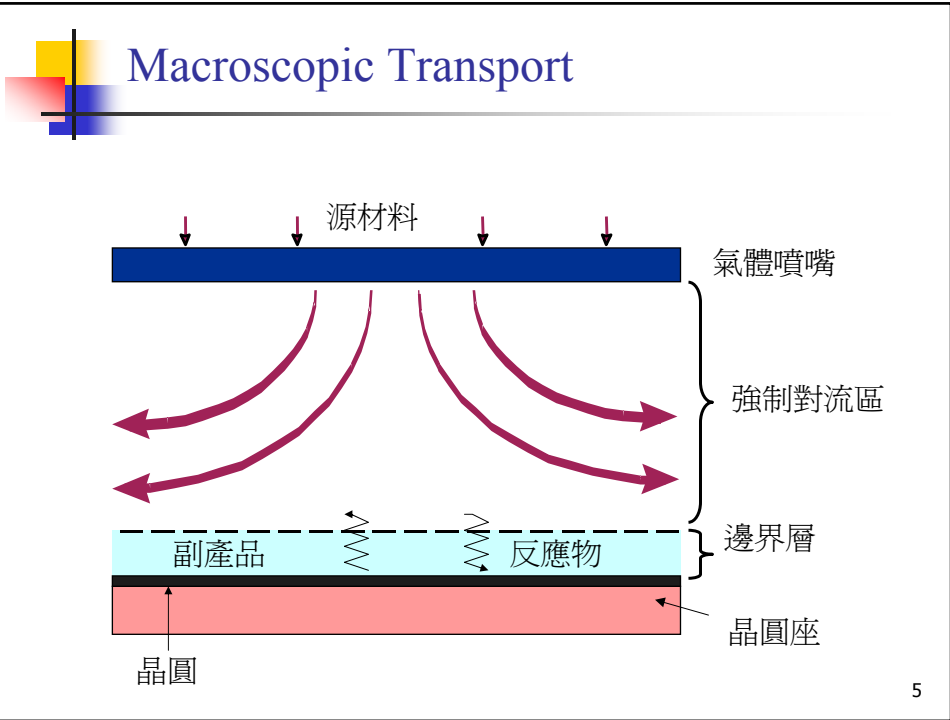 Macroscopic Transport
源材料
氣體噴嘴
強制對流區
邊界層
副產品
反應物
晶圓座
晶圓
5